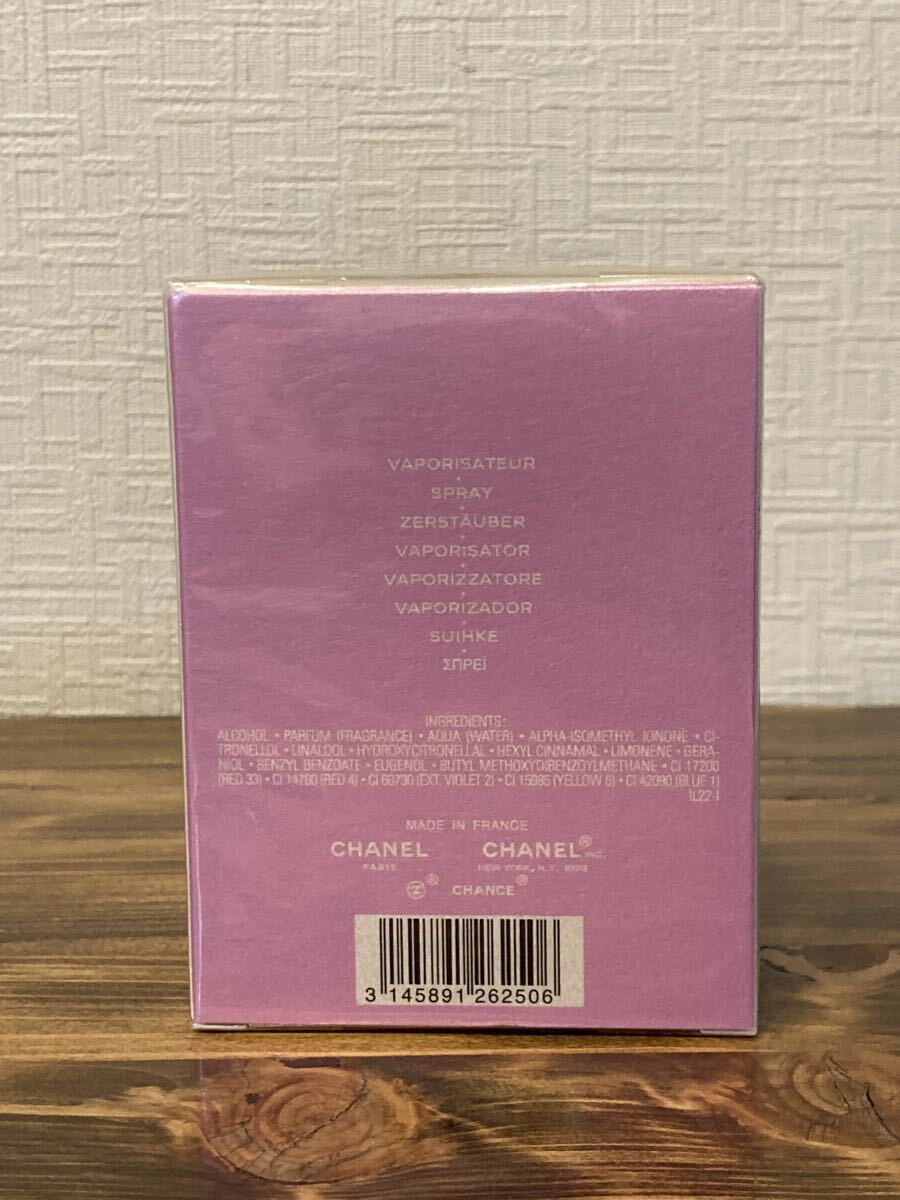 VAPORISATEUR
SPRAY
ZERSTÄUBER
VAPORISATOR
VAPORIZZATORE
VAPORIZADOR
SUIHKE
ΣΠΡΕΪ
INGREDIENTS:
ALCOHOL • PARFUM (FRAGRANCE) • AQUA (WATER) • ALPHA-ISOMETHYL IONONE • CI-
TRONELLOL • LINALOOL • HYDROXYCITRONELLAL • HEXYL CINNAMAL • LIMONENE • GERA-
NIOL • BENZYL BENZOATE • EUGENOL • BUTYL METHOXYDIBENZOYLMETHANE • CI 17200
(RED 33) • CI 14700 (RED 4) • CI 60730 (EXT. VIOLET 2) • CI 15985 (YELLOW 6) • CI 42090 (BLUE 1)
IL22-I
MADE IN FRANCE
CHANEL CHANEL® INC.
PARIS NEW YORK, N.Y. 10019
® CHANCE®
3 145891 262506